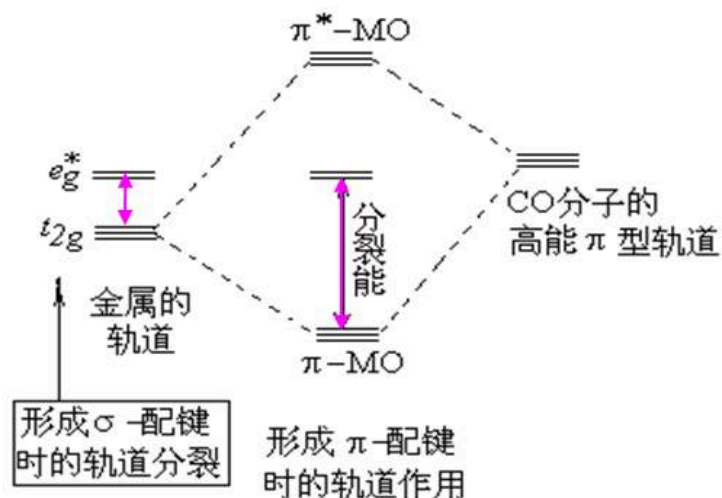 π*-MO
eg*
t2g
分裂能
CO分子的
高能π型轨道
金属的
轨道
π-MO
形成σ-配键
时的轨道分裂
形成π-配键
时的轨道作用